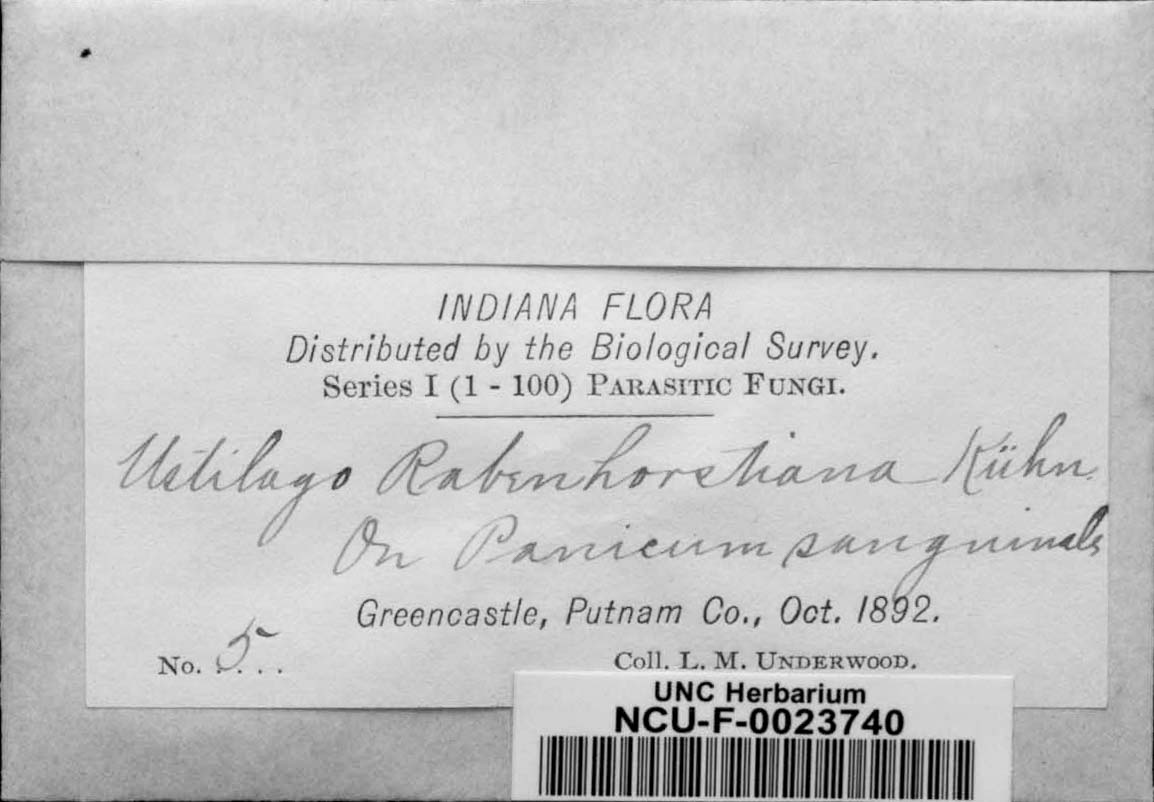 INDIANA FLORA
Distributed by the Biological Survey.
Series I (1 - 100) PARASITIC FUNGI.
Ustilago Rabenhorstiana Kühn.
On Panicum sanguinale
Greencastle, Putnam Co., Oct. 1892.
No. 5 . . . .
Coll. L. M. UNDERWOOD.
UNC Herbarium
NCU-F-0023740